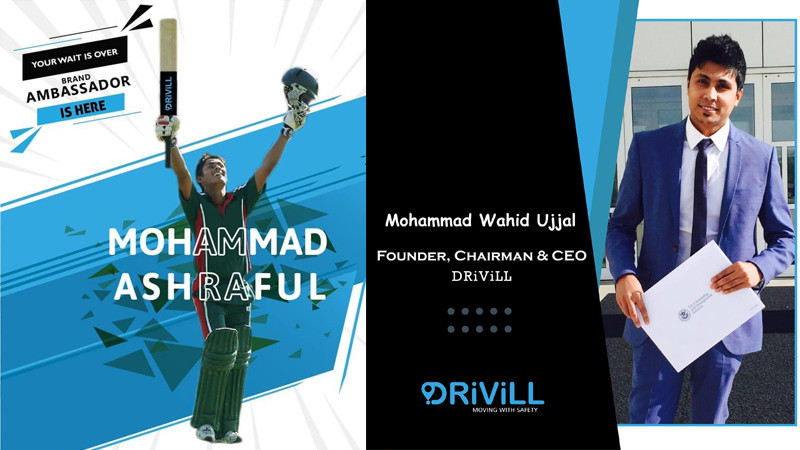 YOUR WAIT IS OVER
BRAND
AMBASSADOR
IS HERE
DRiViLL
MOHAMMAD
ASHRAFUL
Mohammad Wahid Ujjal
Founder, Chairman & CEO
DRiViLL
DRiViLL
MOVING WITH SAFETY